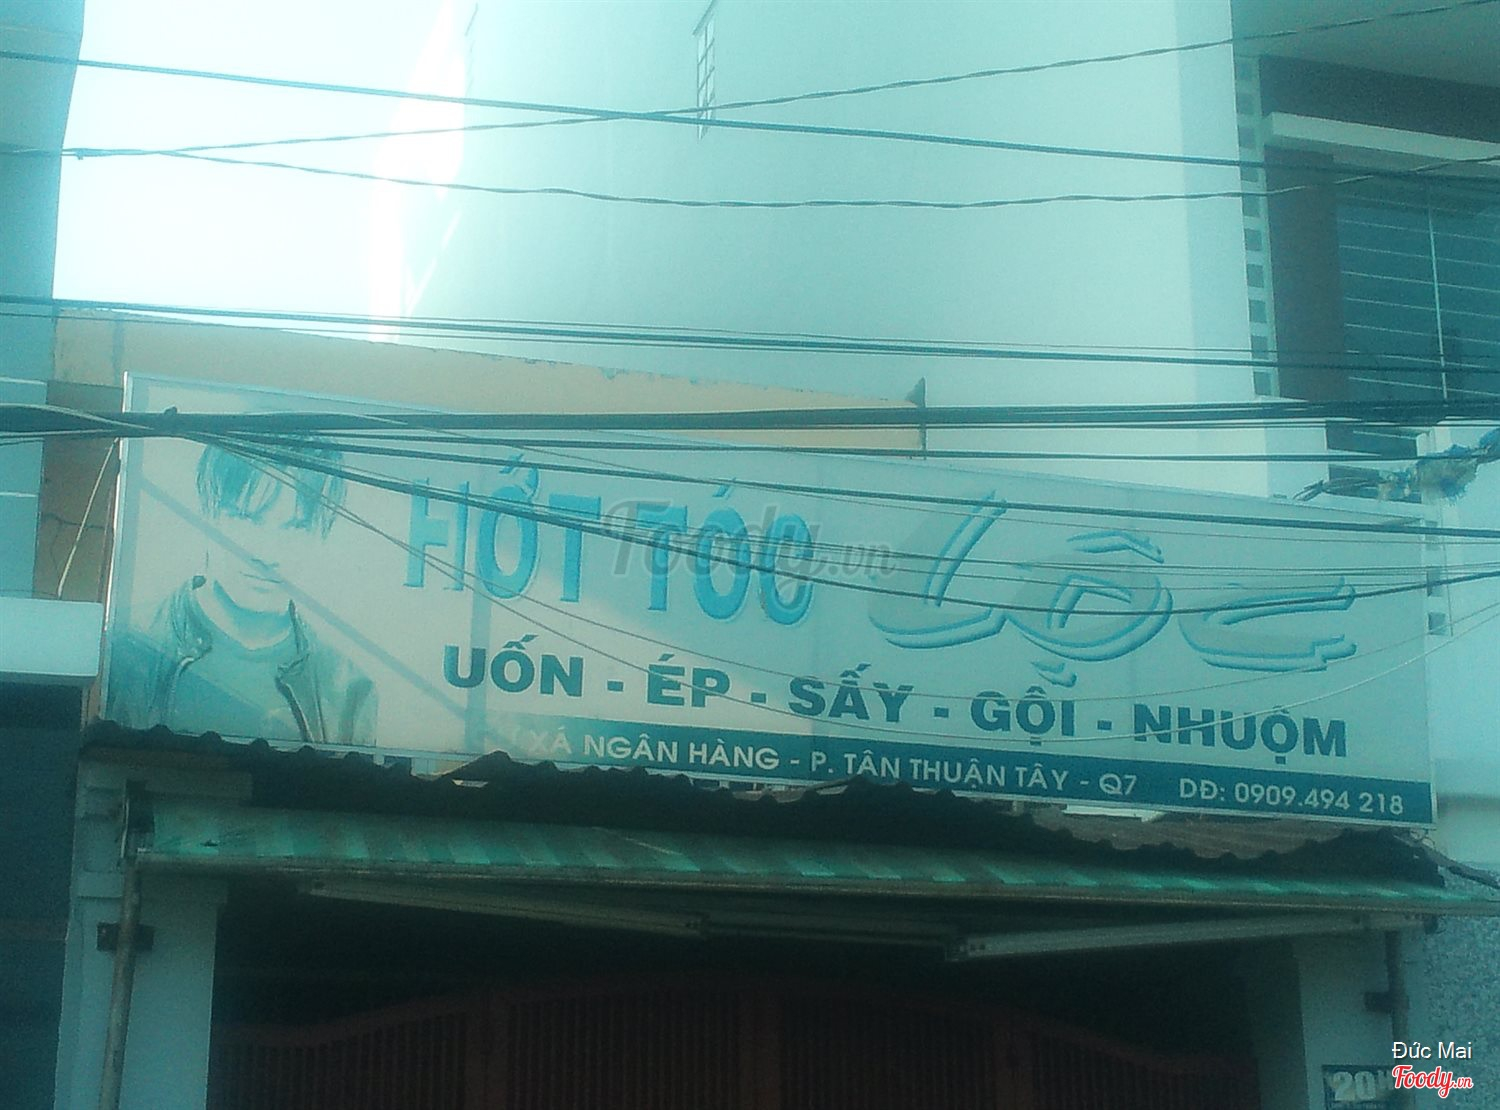 HỚT TÓC Lộc
UỐN - ÉP - SẤY - GỘI - NHUỘM
XÁ NGÂN HÀNG - P. TÂN THUẬN TÂY - Q7 DĐ: 0909.494 218
Foody.vn
20
Đức Mai
Foody.vn